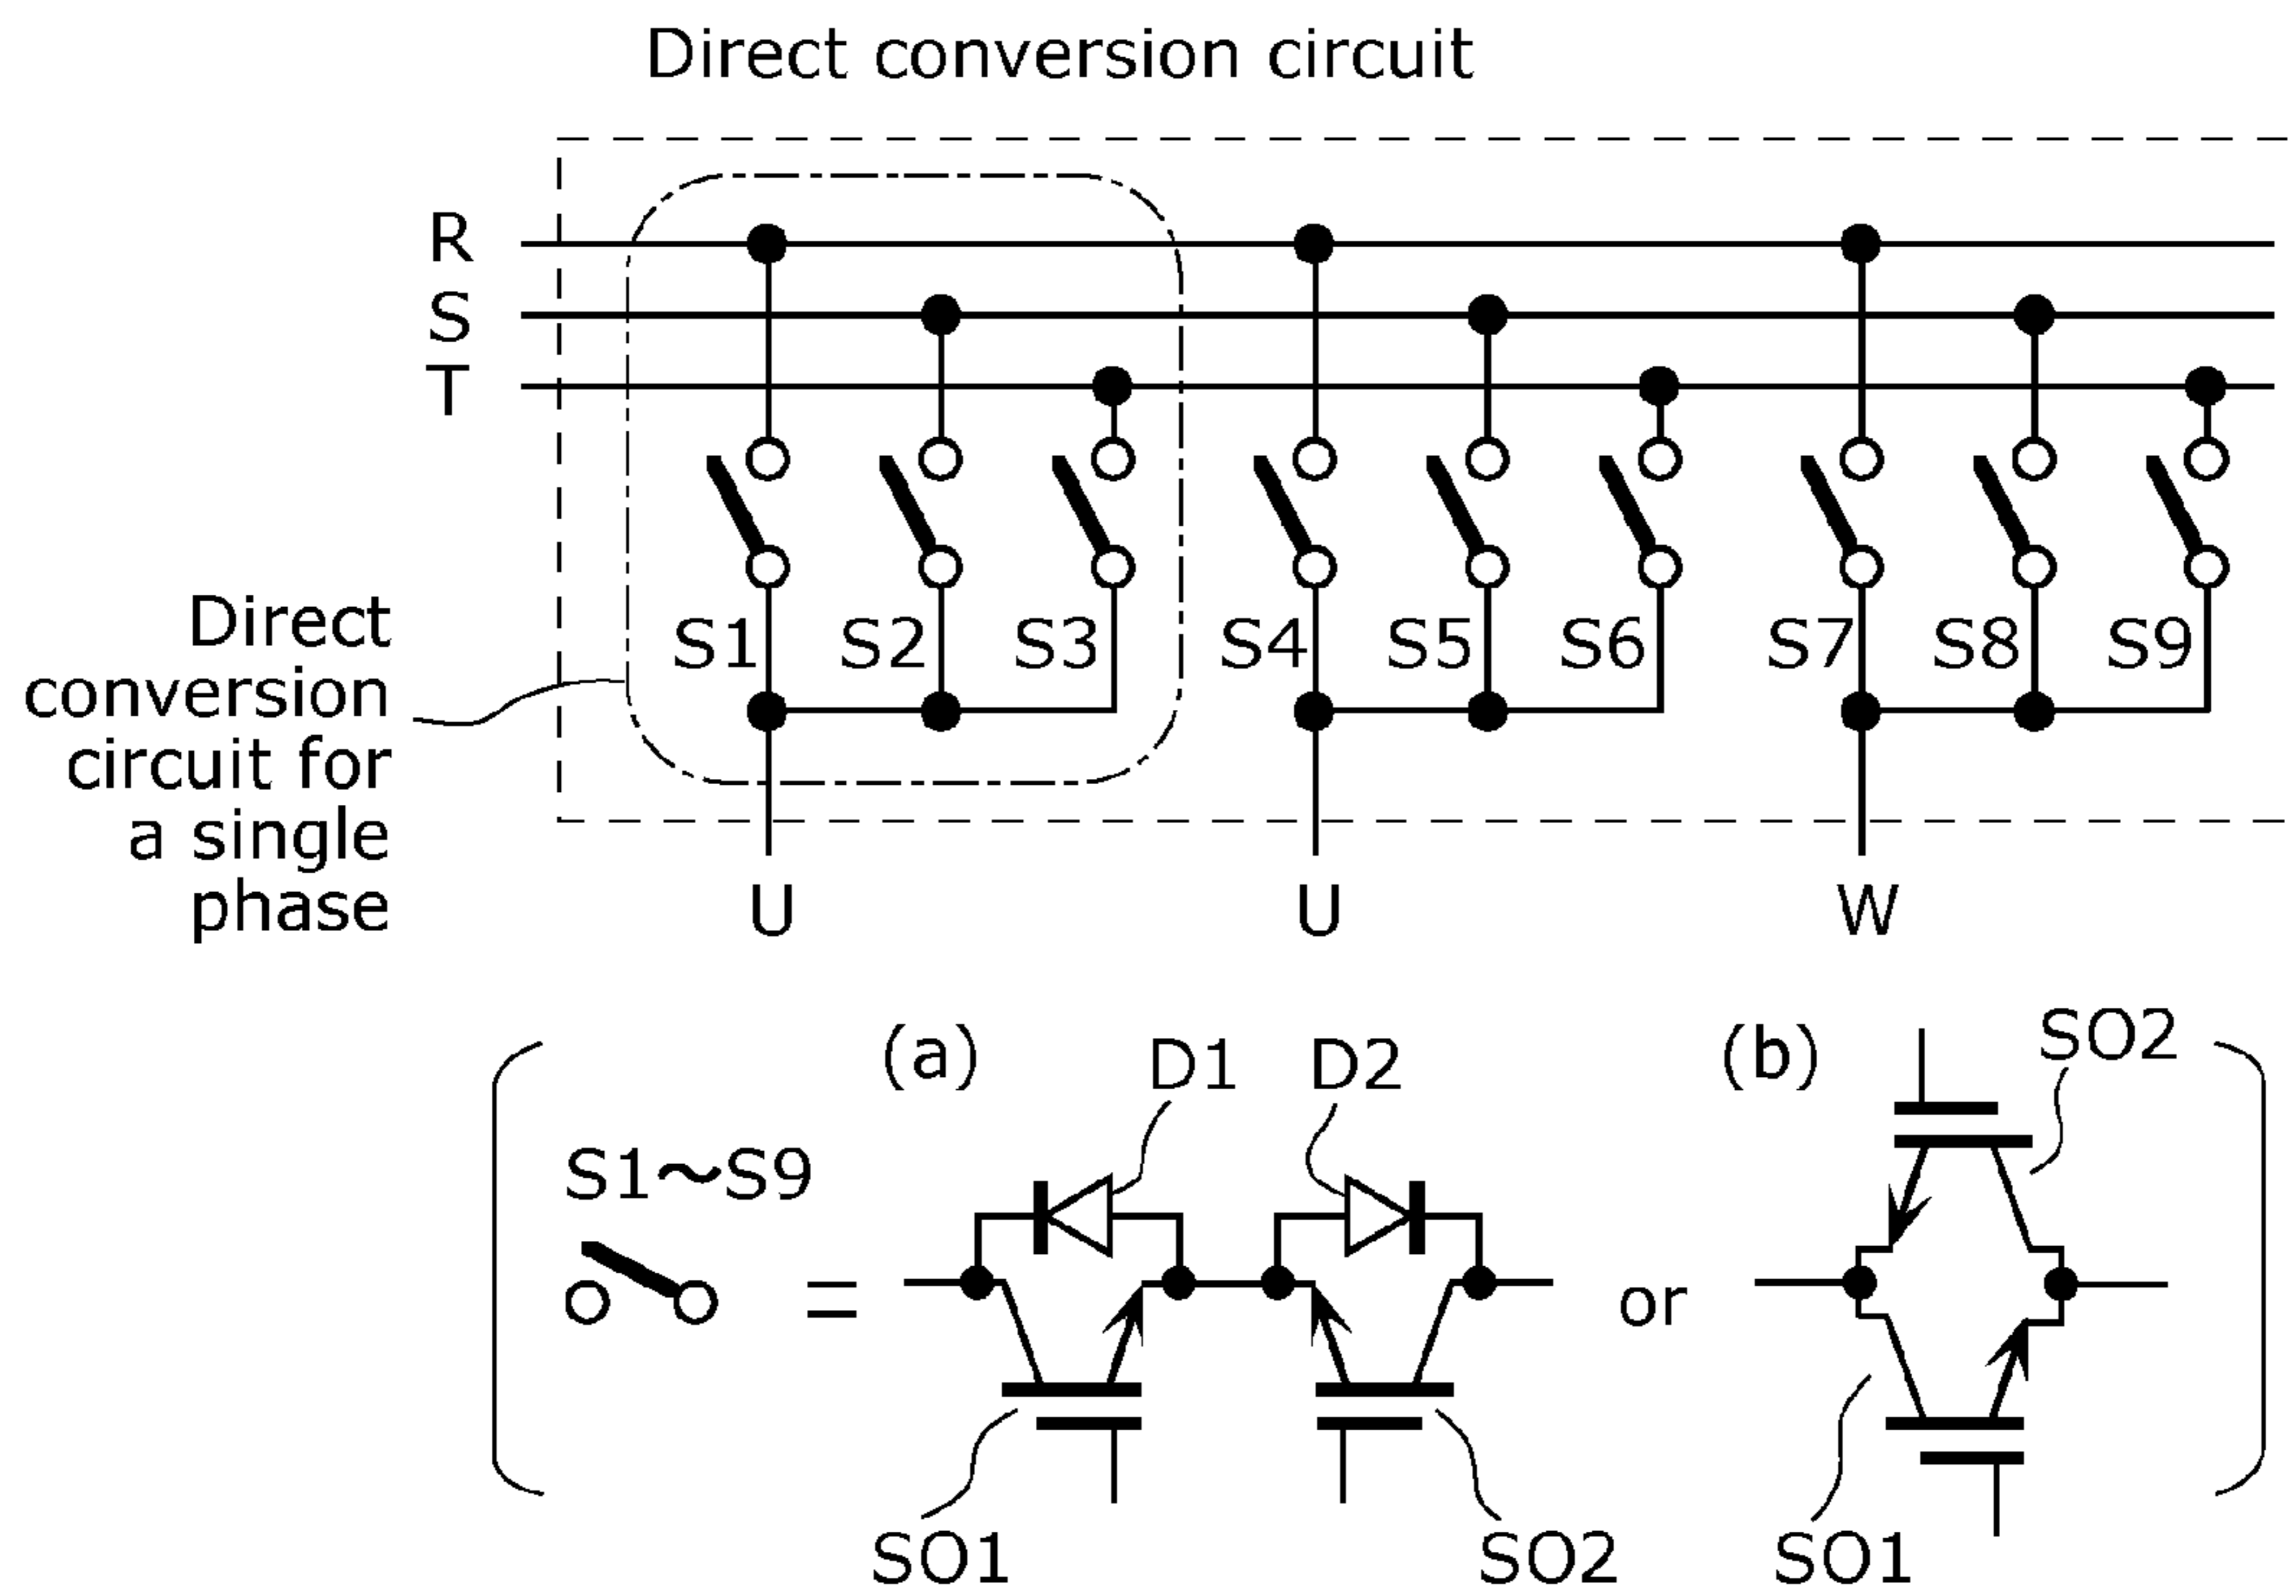 Direct conversion circuit
R
S
T
Direct
conversion
circuit for
a single
phase
S1 S2 S3 S4 S5 S6 S7 S8 S9
U U W
(a) D1 D2 (b) SO2
S1~S9
= or
SO1 SO2 SO1